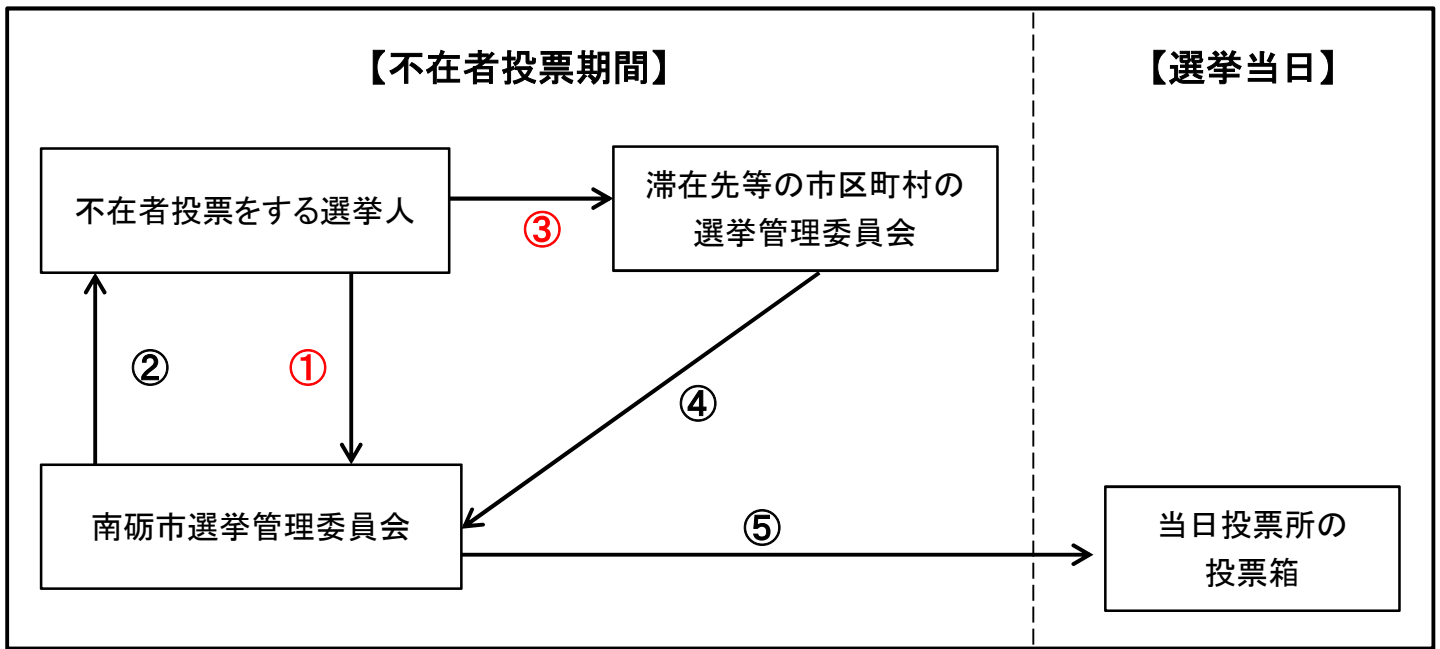 【不在者投票期間】
【選挙当日】
不在者投票をする選挙人
③
滞在先等の市区町村の
選挙管理委員会
②
①
④
南砺市選挙管理委員会
⑤
当日投票所の
投票箱